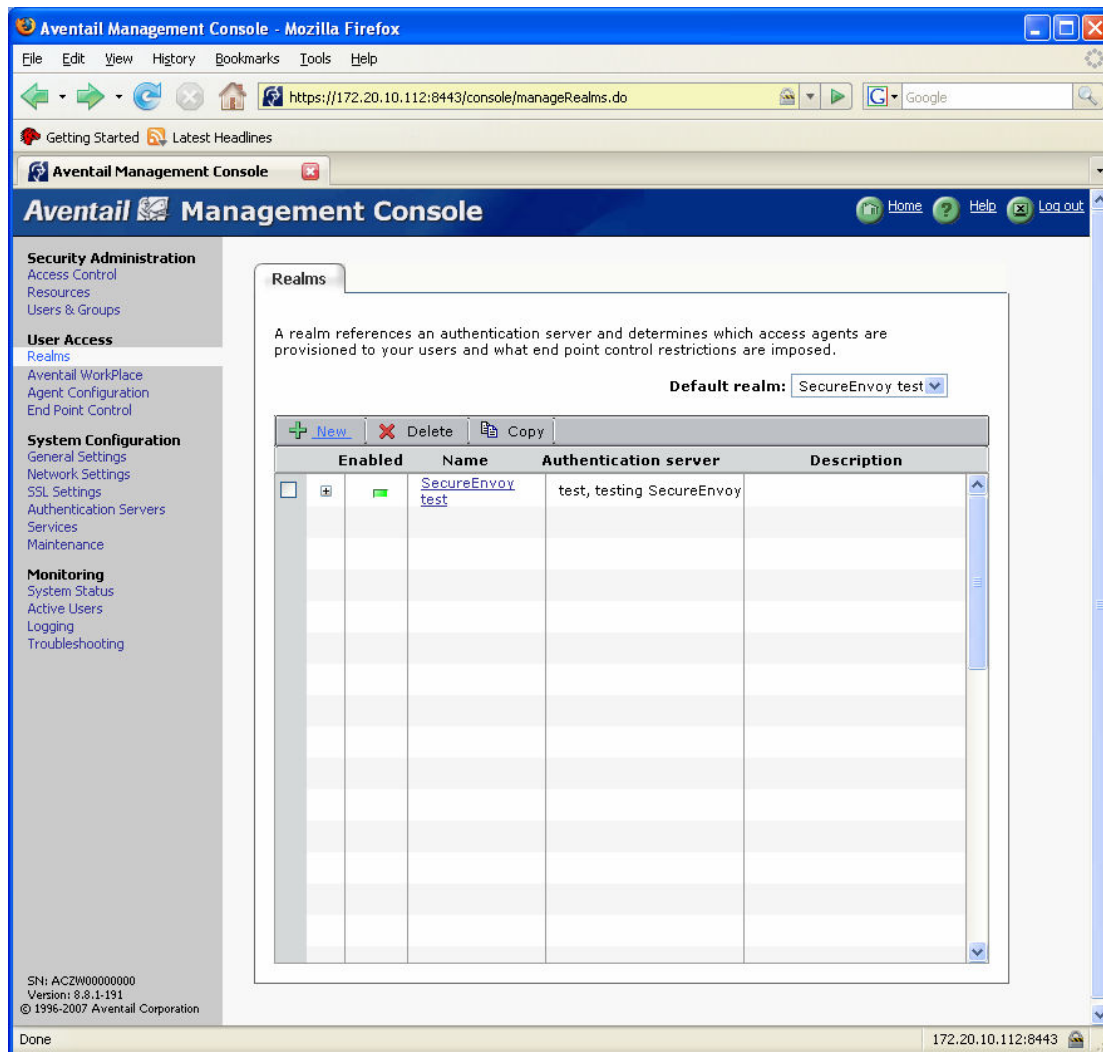 Aventail Management Console - Mozilla Firefox
File Edit View History Bookmarks Tools Help
https://172.20.10.112:8443/console/manageRealms.do
G Google
Getting Started Latest Headlines
Aventail Management Console
Aventail Management Console Home ? Help Log out
Security Administration
Access Control
Resources
Users & Groups
User Access
Realms
Aventail WorkPlace
Agent Configuration
End Point Control
System Configuration
General Settings
Network Settings
SSL Settings
Authentication Servers
Services
Maintenance
Monitoring
System Status
Active Users
Logging
Troubleshooting
SN: ACZW00000000
Version: 8.8.1-191
© 1996-2007 Aventail Corporation
Realms
A realm references an authentication server and determines which access agents are
provisioned to your users and what end point control restrictions are imposed.
Default realm: SecureEnvoy test
New Delete Copy
Enabled Name Authentication server Description
SecureEnvoy
test
test, testing SecureEnvoy
Done 172.20.10.112:8443